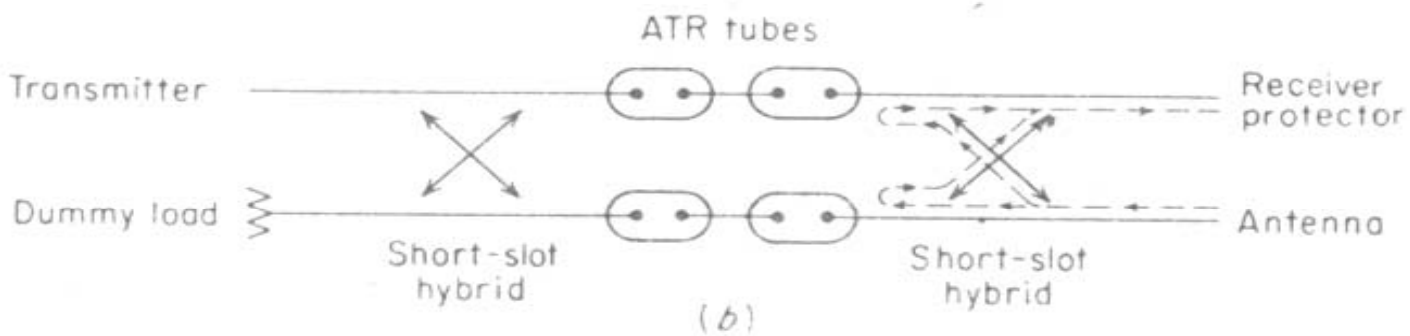 ATR tubes
Transmitter
Receiver
protector
Dummy load
Antenna
Short-slot
hybrid
Short-slot
hybrid
(b)